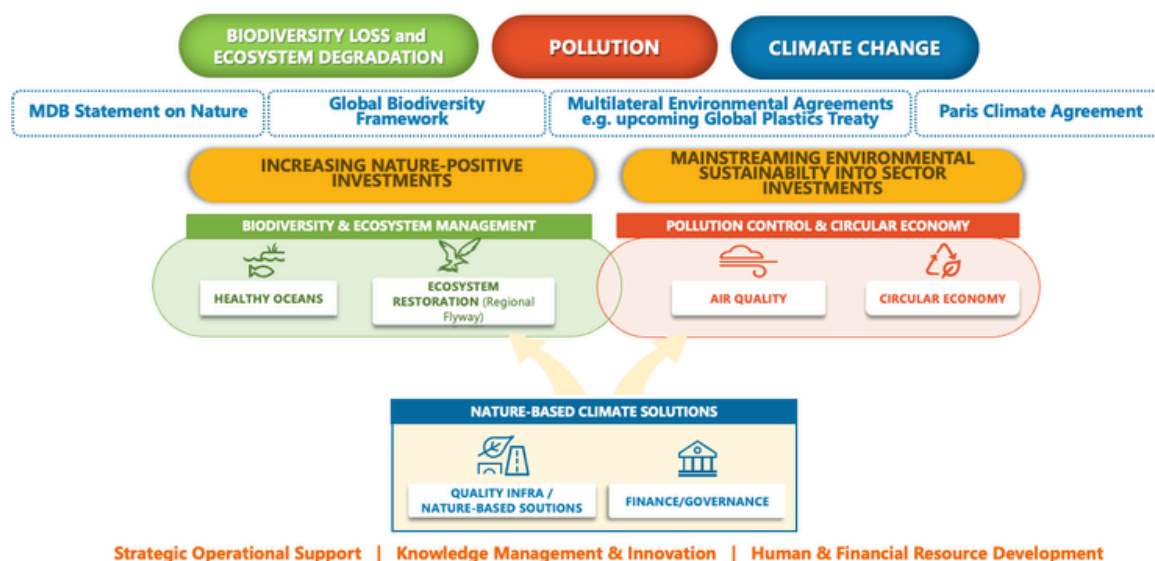 BIODIVERSITY LOSS and
ECOSYSTEM DEGRADATION
POLLUTION
CLIMATE CHANGE
MDB Statement on Nature
Global Biodiversity
Framework
Multilateral Environmental Agreements
e.g. upcoming Global Plastics Treaty
Paris Climate Agreement
INCREASING NATURE-POSITIVE
INVESTMENTS
MAINSTREAMING ENVIRONMENTAL
SUSTAINABILTY INTO SECTOR
INVESTMENTS
BIODIVERSITY & ECOSYSTEM MANAGEMENT
POLLUTION CONTROL & CIRCULAR ECONOMY
HEALTHY OCEANS
ECOSYSTEM
RESTORATION (Regional
Flyway)
AIR QUALITY
CIRCULAR ECONOMY
NATURE-BASED CLIMATE SOLUTIONS
QUALITY INFRA /
NATURE-BASED SOUTIONS
FINANCE/GOVERNANCE
Strategic Operational Support | Knowledge Management & Innovation | Human & Financial Resource Development